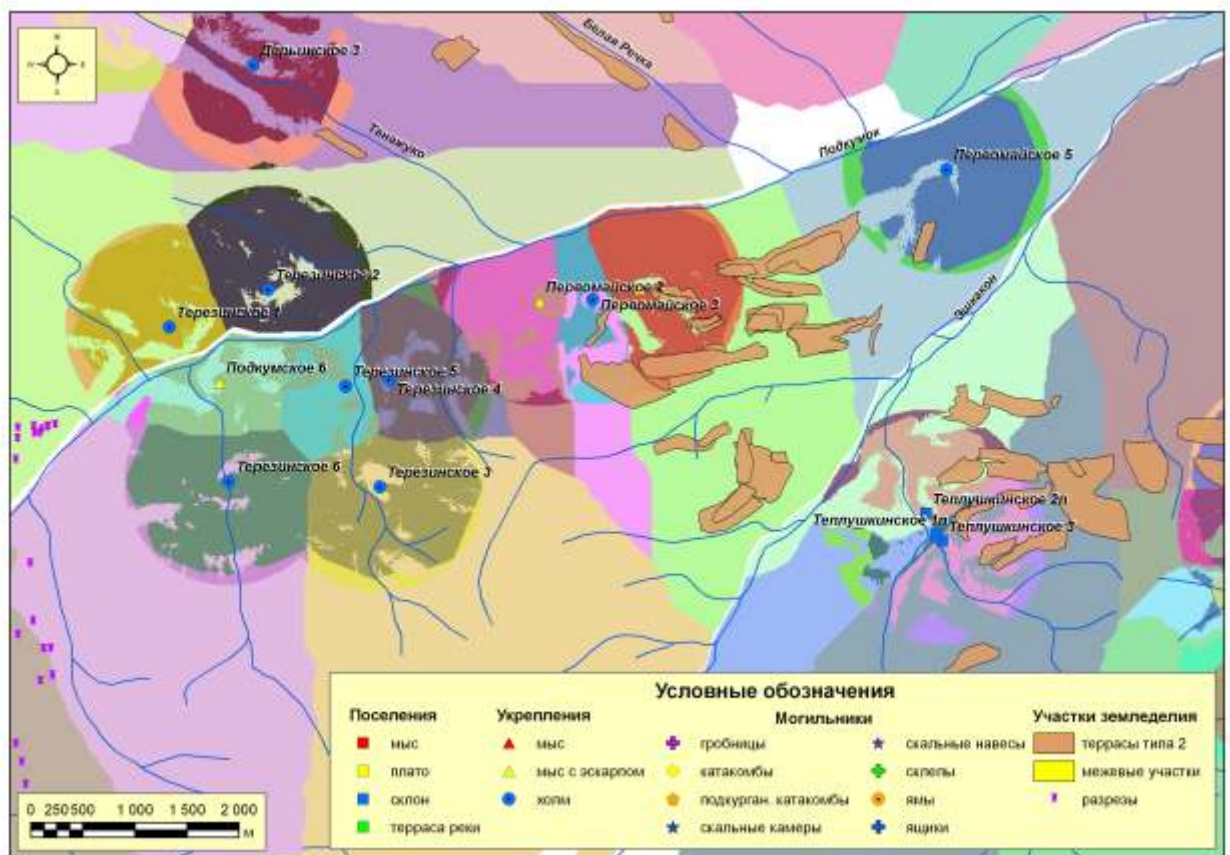 N
W E
S
Дарьинское 3
Белая Речка
Танажуко
Подкумок
Первомайское 5
Эшкакон
Терезинское 2
Терезинское 1
Первомайское 2
Первомайское 3
Подкумское 6
Терезинское 5
Терезинское 4
Терезинское 6
Терезинское 3
Теплушкинское 2п
Теплушкинское 1п
Теплушкинское 3
Условные обозначения
Поселения
мыс
плато
склон
терраса реки
Укрепления
мыс
мыс с эскарпом
холм
Могильники
гробницы
катакомбы
подкурган. катакомбы
скальные камеры
скальные навесы
склепы
ямы
ящики
Участки земледелия
террасы типа 2
межевые участки
разрезы
0 250 500 1 000 1 500 2 000
м